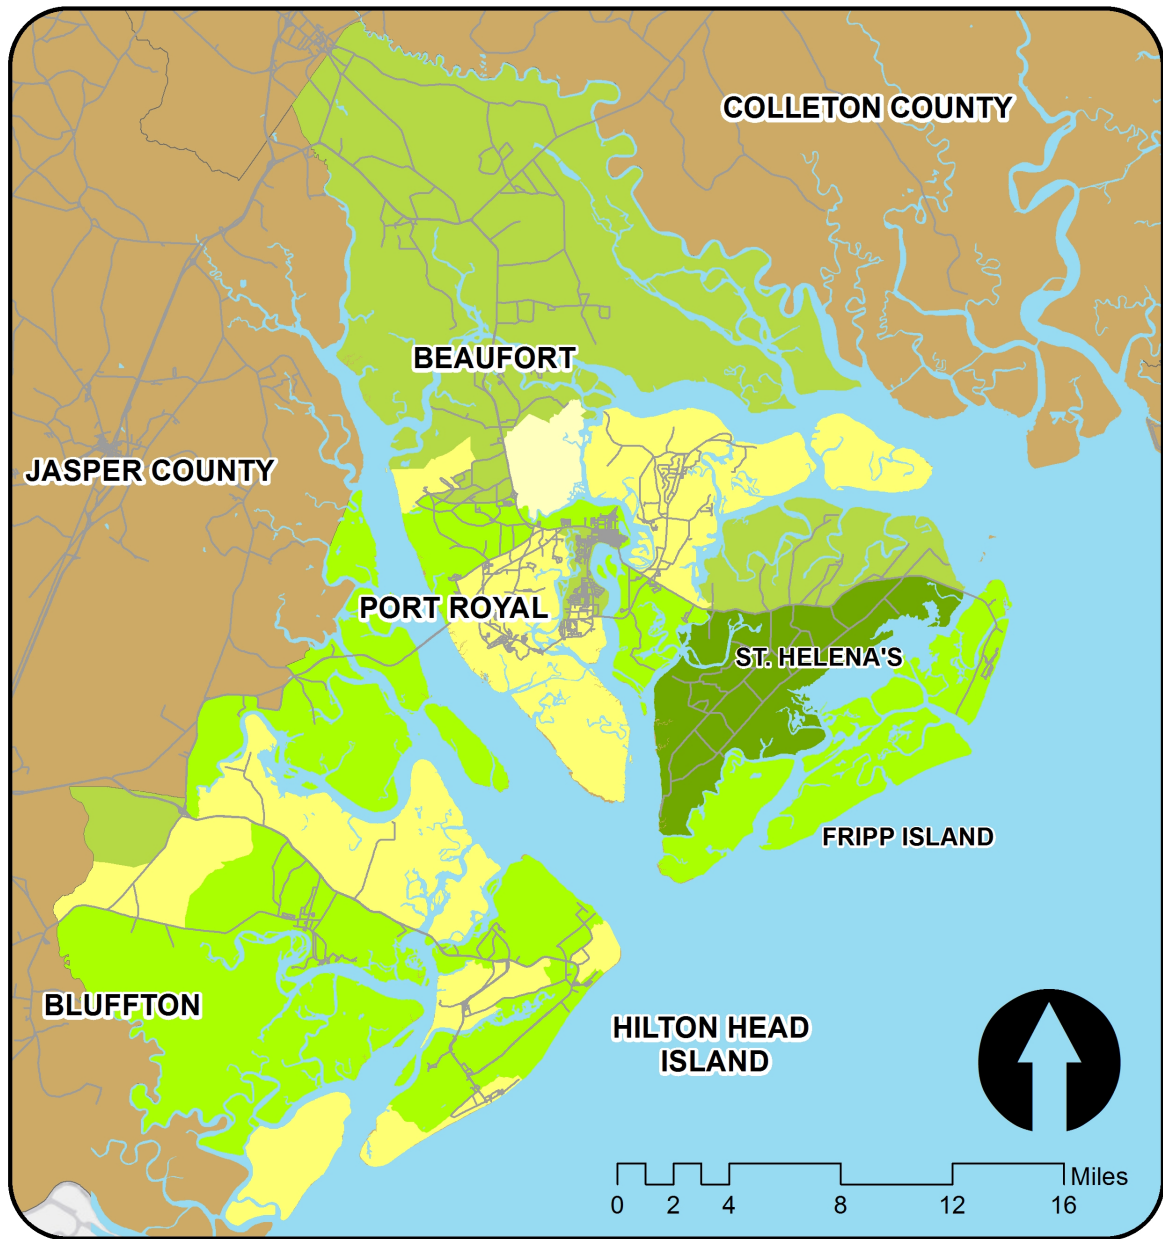 COLLETON COUNTY
BEAUFORT
JASPER COUNTY
PORT ROYAL
ST. HELENA'S
FRIPP ISLAND
BLUFFTON
HILTON HEAD
ISLAND
Miles
0 2 4 8 12 16